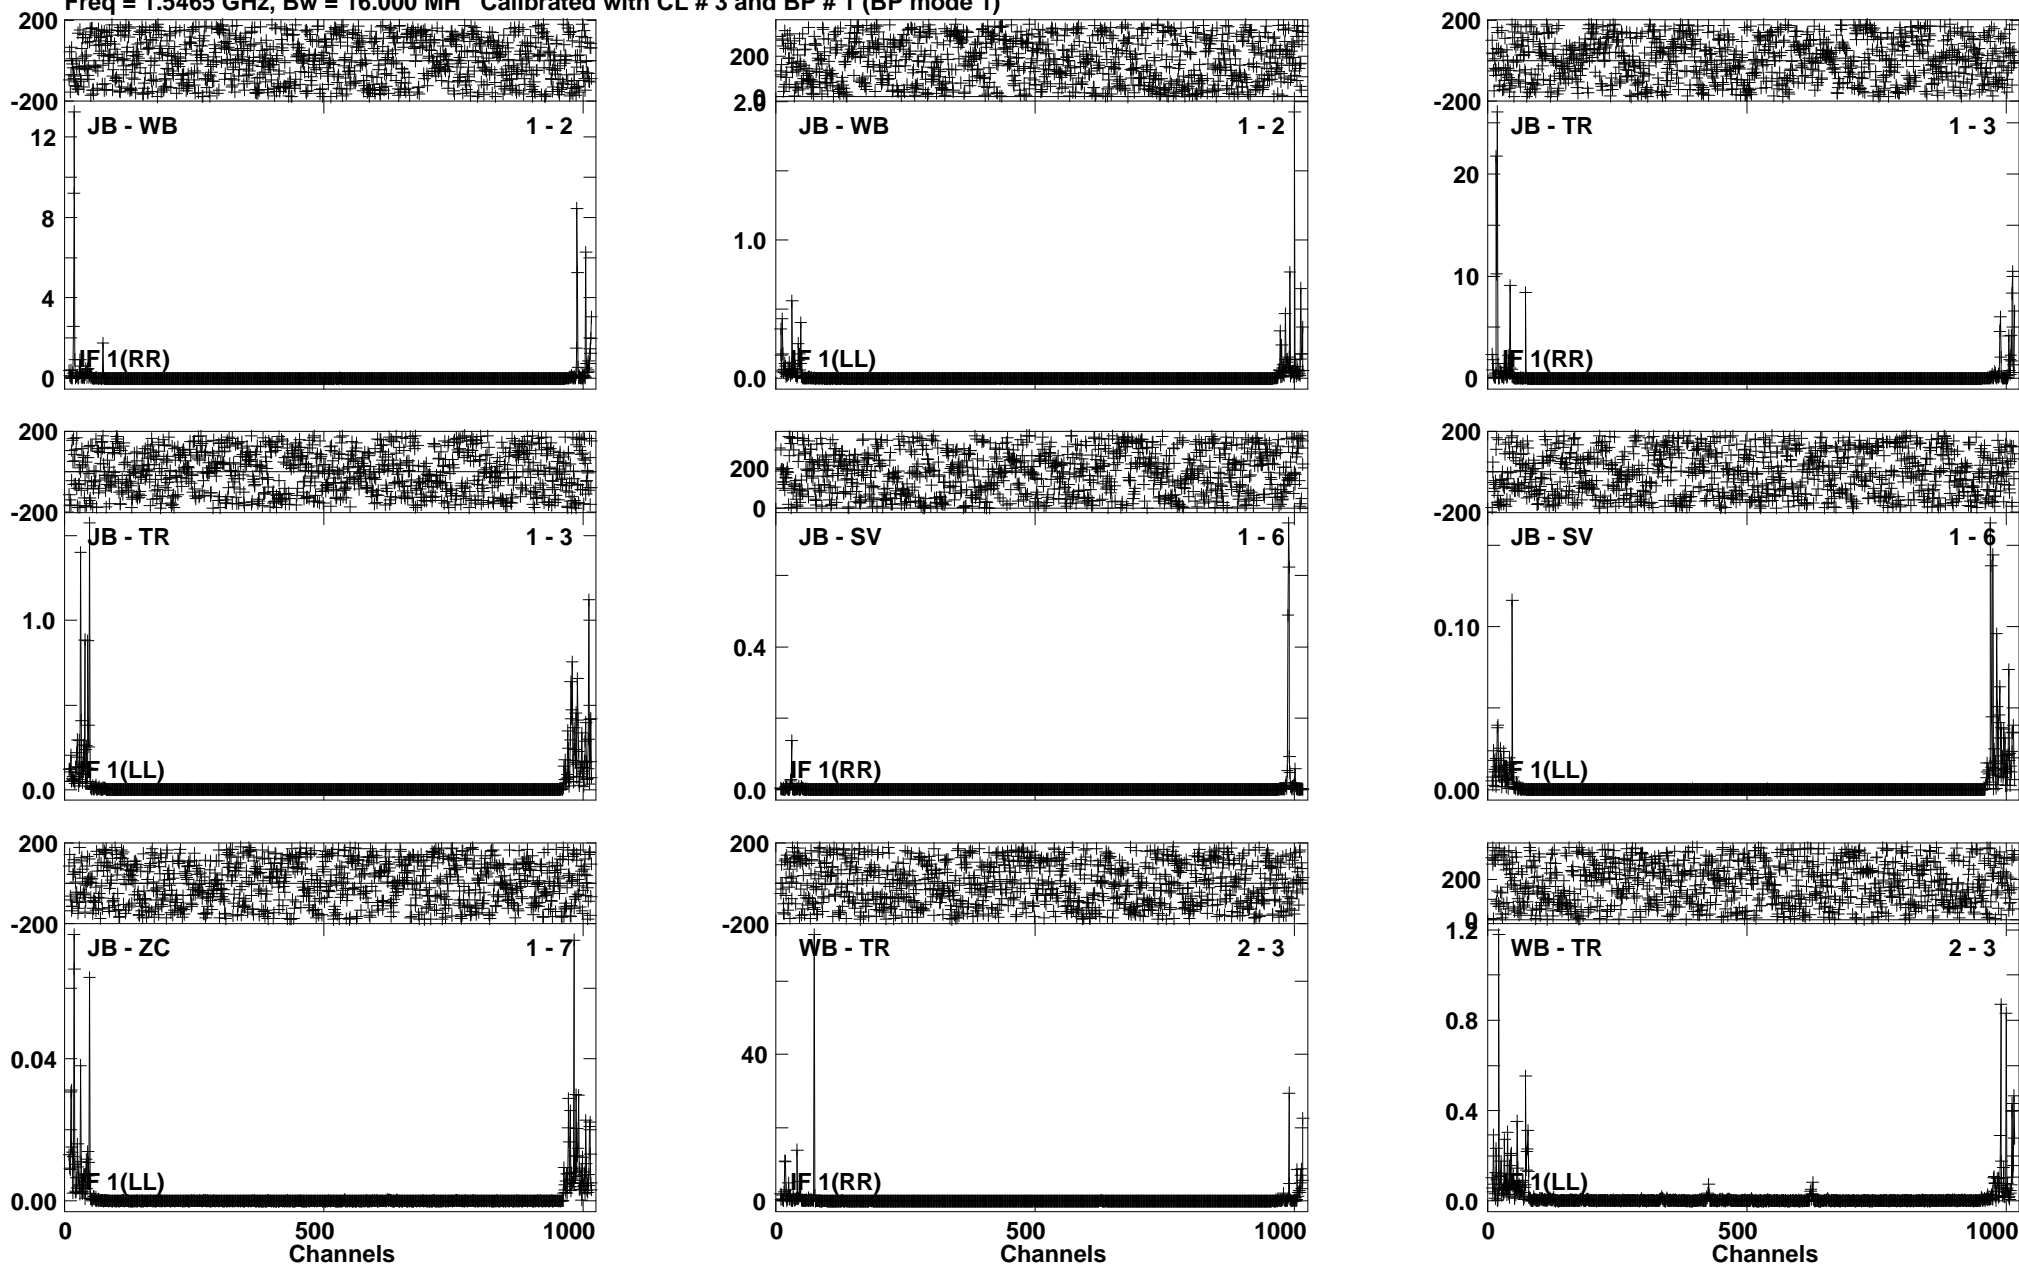 Freq = 1.5465 GHz, Bw = 16.000 MH Calibrated with CL # 3 and BP # 1 (BP mode 1)
200
-200
JB - WB 1 - 2
12
8
4
0
IF 1(RR)
200
0
2.0
JB - WB 1 - 2
1.0
0.0
IF 1(LL)
200
-200
JB - TR 1 - 3
20
10
0
IF 1(RR)
200
-200
JB - TR 1 - 3
1.0
0.0
IF 1(LL)
200
0
JB - SV 1 - 6
0.4
0.0
IF 1(RR)
200
-200
JB - SV 1 - 6
0.10
0.00
IF 1(LL)
200
-200
JB - ZC 1 - 7
0.04
0.00
IF 1(LL)
0 500 1000
Channels
200
-200
WB - TR 2 - 3
40
0
IF 1(RR)
0 500 1000
200
0
1.2
WB - TR 2 - 3
0.8
0.4
0.0
IF 1(LL)
0 500 1000
Channels